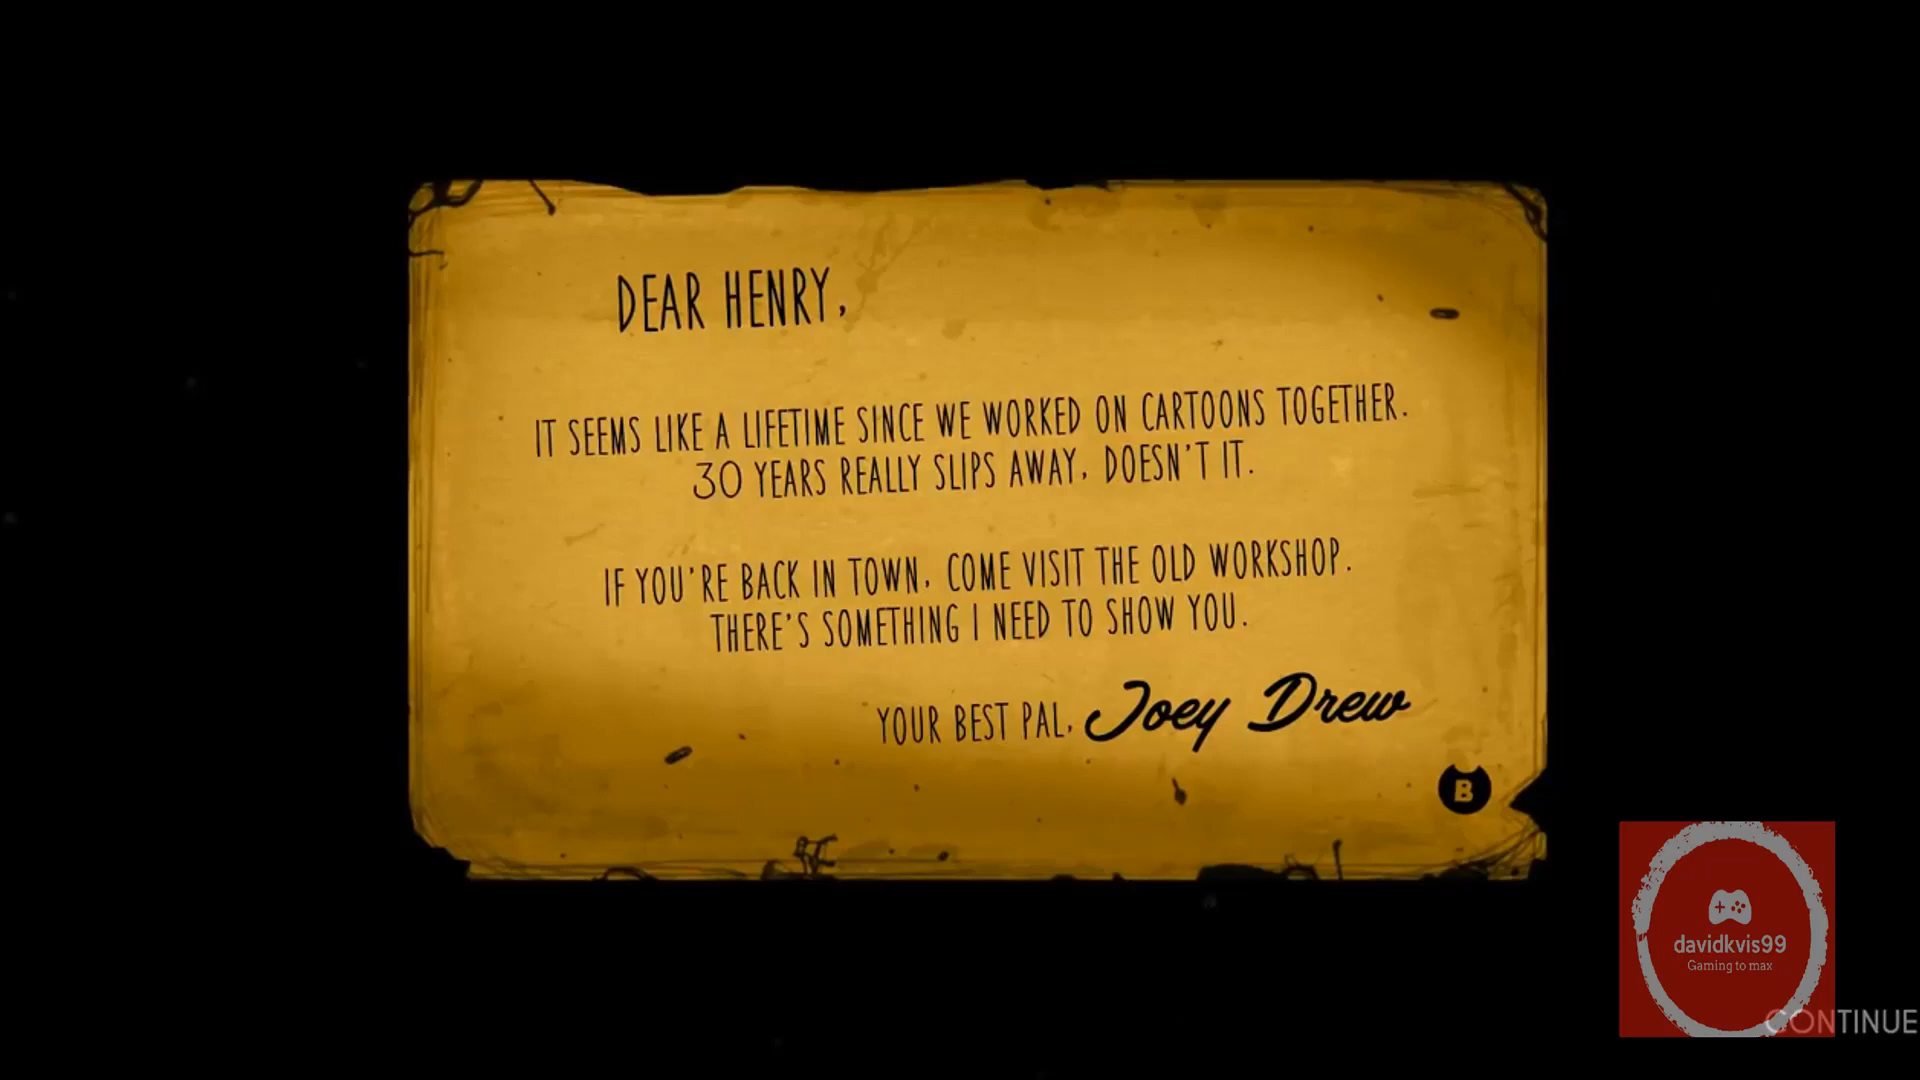 DEAR HENRY,
IT SEEMS LIKE A LIFETIME SINCE WE WORKED ON CARTOONS TOGETHER.
30 YEARS REALLY SLIPS AWAY, DOESN'T IT.
IF YOU'RE BACK IN TOWN, COME VISIT THE OLD WORKSHOP.
THERE'S SOMETHING I NEED TO SHOW YOU.
YOUR BEST PAL, Joey Drew
B
davidkvis99
Gaming to max
CONTINUE